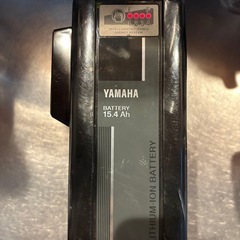 YAMAHA
BATTERY
15.4 Ah
LITHIUM-ION BATTERY